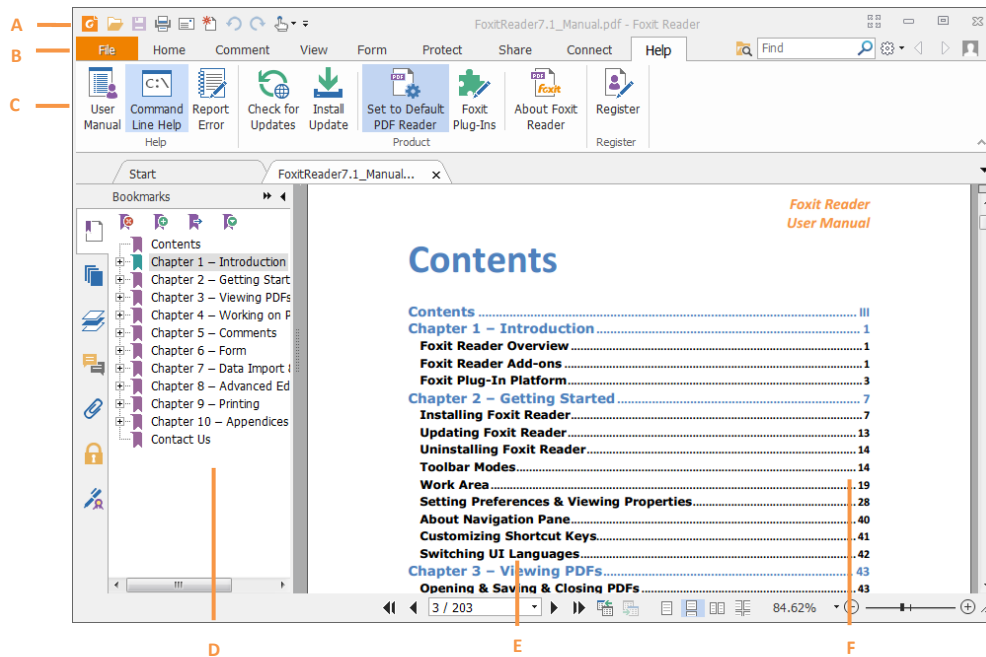 A
FoxitReader7.1_Manual.pdf - Foxit Reader
B
File Home Comment View Form Protect Share Connect Help Find
C
User Manual
Command Line Help
C:\
Report Error
Help
Check for Updates
Install Update
PDF
Set to Default PDF Reader
Foxit Plug-Ins
PDF
Foxit
About Foxit Reader
Product
Register
Register
Start FoxitReader7.1_Manual... x
Bookmarks
Contents
Chapter 1 – Introduction
Chapter 2 – Getting Start
Chapter 3 – Viewing PDFs
Chapter 4 – Working on P
Chapter 5 – Comments
Chapter 6 – Form
Chapter 7 – Data Import &
Chapter 8 – Advanced Ed
Chapter 9 – Printing
Chapter 10 – Appendices
Contact Us
Foxit Reader
User Manual
Contents
Contents ........ III
Chapter 1 – Introduction ........ 1
Foxit Reader Overview ........ 1
Foxit Reader Add-ons ........ 1
Foxit Plug-In Platform ........ 3
Chapter 2 – Getting Started ........ 7
Installing Foxit Reader ........ 7
Updating Foxit Reader ........ 13
Uninstalling Foxit Reader ........ 14
Toolbar Modes ........ 14
Work Area ........ 19
Setting Preferences & Viewing Properties ........ 28
About Navigation Pane ........ 40
Customizing Shortcut Keys ........ 41
Switching UI Languages ........ 42
Chapter 3 – Viewing PDFs ........ 43
Opening & Saving & Closing PDFs ........ 43
3 / 203 84.62%
D E F